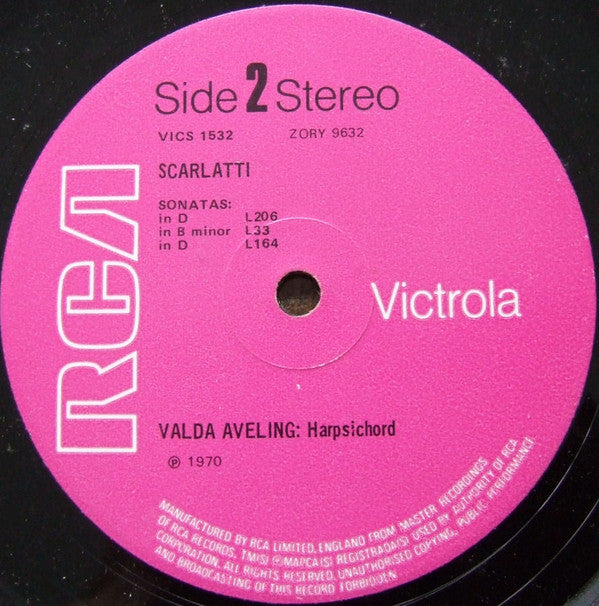 Side 2 Stereo
VICS 1532 ZORY 9632
SCARLATTI
SONATAS:
in D L206
in B minor L33
in D L164
RCA
Victrola
VALDA AVELING: Harpsichord
℗ 1970
MANUFACTURED BY RCA LIMITED, ENGLAND FROM MASTER RECORDINGS
OF RCA RECORDS. TM(S) ® MARCA(S) REGISTRADA(S) USED BY AUTHORITY OF RCA
CORPORATION. ALL RIGHTS RESERVED. UNAUTHORISED COPYING, PUBLIC PERFORMANCE
AND BROADCASTING OF THIS RECORD FORBIDDEN